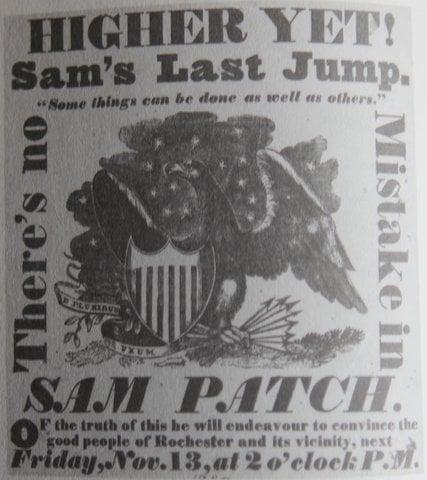 HIGHER YET!
Sam's Last Jump.
"Some things can be done as well as others."
There's no
Mistake in
E PLURIBUS
UNUM
SAM PATCH.
OF the truth of this he will endeavour to convince the
good people of Rochester and its vicinity, next
Friday, Nov. 13, at 2 o'clock P.M.